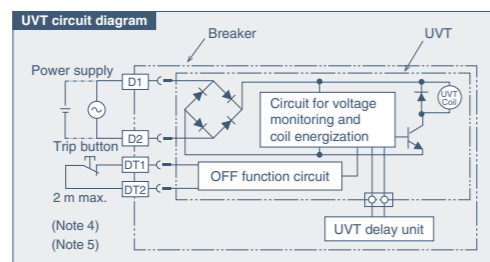 UVT circuit diagram
Breaker
UVT
Power supply
D1
UVT
Coil
Circuit for voltage
monitoring and
coil energization
D2
Trip button
DT1
OFF function circuit
DT2
2 m max.
(Note 4)
(Note 5)
UVT delay unit